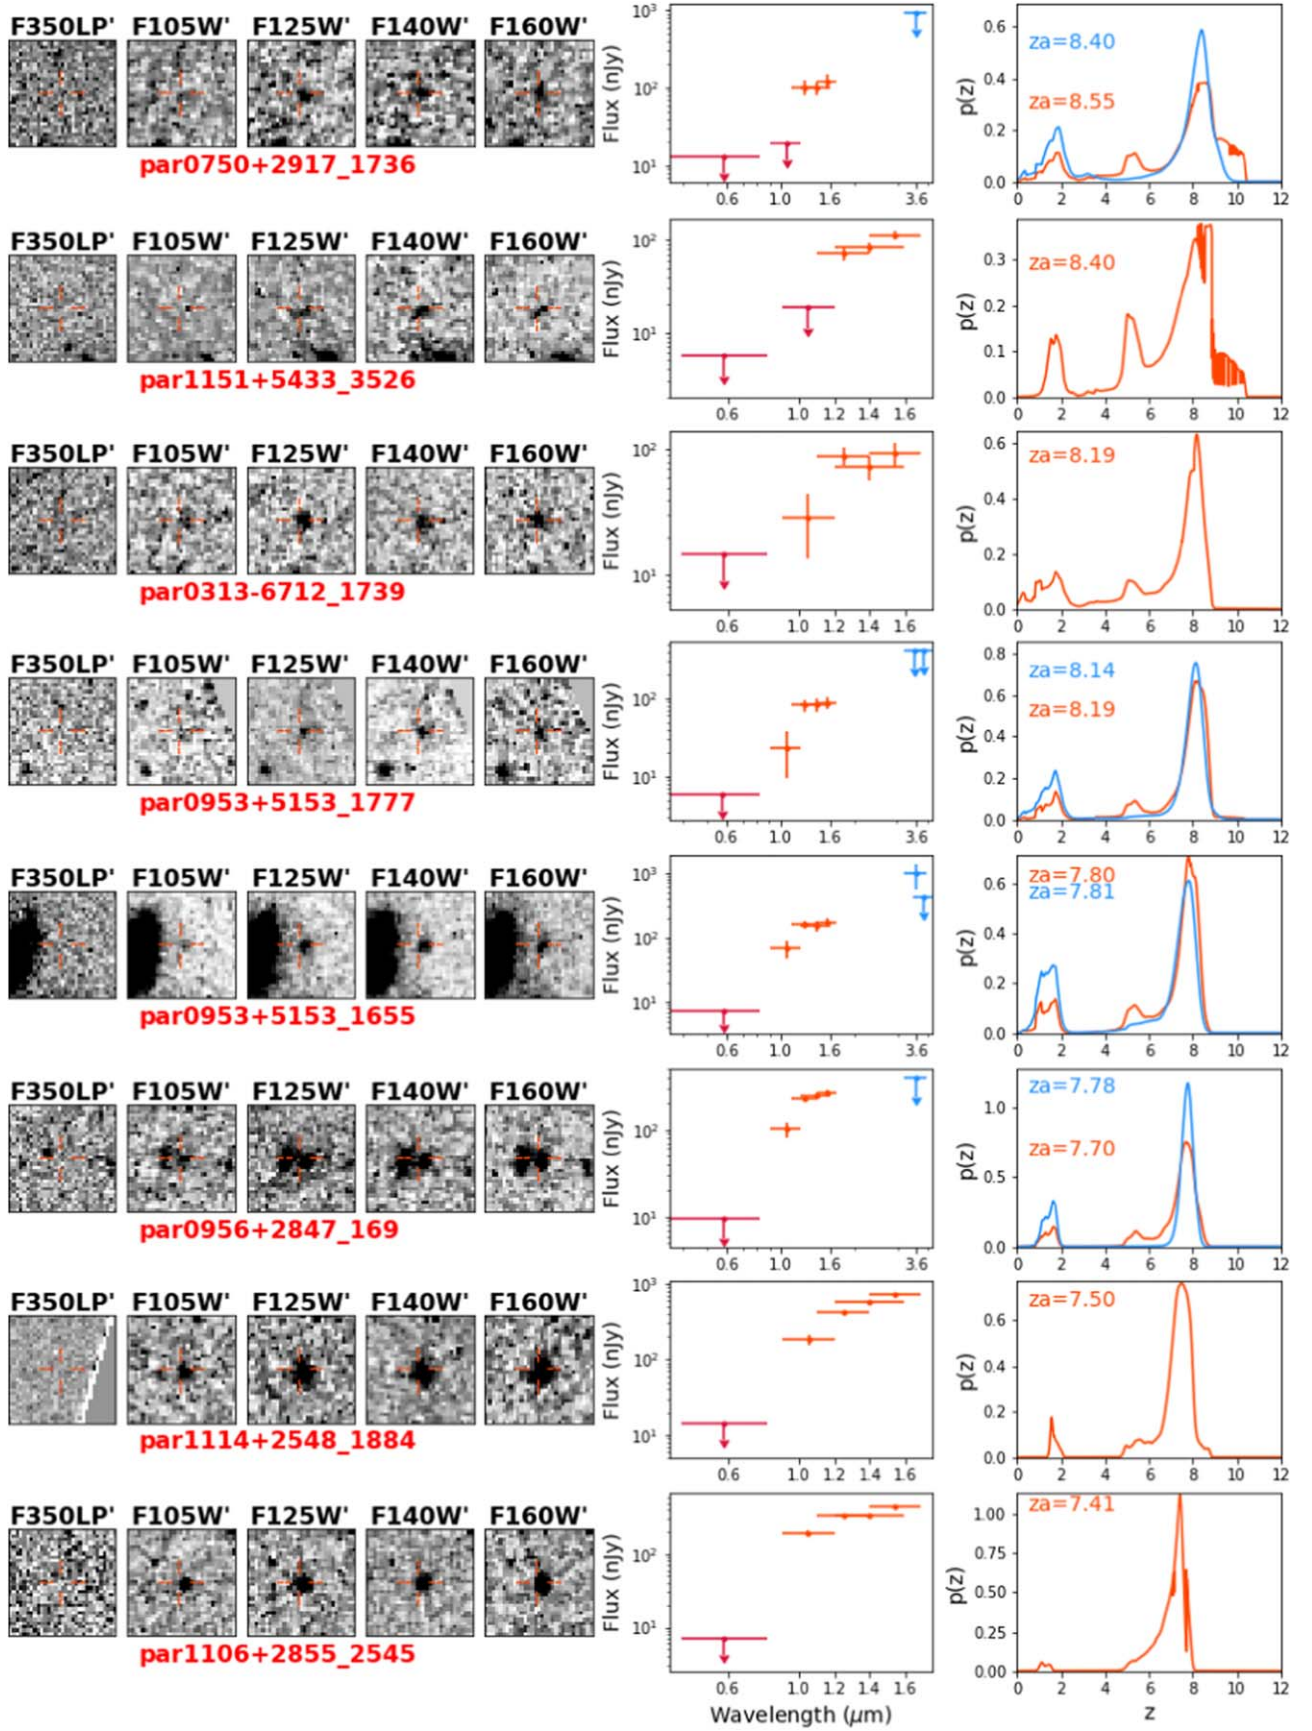 F350LP' F105W' F125W' F140W' F160W'
par0750+2917_1736
Flux (nJy)
10³
10²
10¹
0.6 1.0 1.6 3.6
p(z)
0.6
0.4
0.2
0.0
za=8.40
za=8.55
0 2 4 6 8 10 12
F350LP' F105W' F125W' F140W' F160W'
par1151+5433_3526
Flux (nJy)
10²
10¹
0.6 1.0 1.2 1.4 1.6
p(z)
0.3
0.2
0.1
0.0
za=8.40
0 2 4 6 8 10 12
F350LP' F105W' F125W' F140W' F160W'
par0313-6712_1739
Flux (nJy)
10²
10¹
0.6 1.0 1.2 1.4 1.6
p(z)
0.6
0.4
0.2
0.0
za=8.19
0 2 4 6 8 10 12
F350LP' F105W' F125W' F140W' F160W'
par0953+5153_1777
Flux (nJy)
10²
10¹
0.6 1.0 1.6 3.6
p(z)
0.8
0.6
0.4
0.2
0.0
za=8.14
za=8.19
0 2 4 6 8 10 12
F350LP' F105W' F125W' F140W' F160W'
par0953+5153_1655
Flux (nJy)
10³
10²
10¹
0.6 1.0 1.6 3.6
p(z)
0.6
0.4
0.2
0.0
za=7.80
za=7.81
0 2 4 6 8 10 12
F350LP' F105W' F125W' F140W' F160W'
par0956+2847_169
Flux (nJy)
10²
10¹
0.6 1.0 1.6 3.6
p(z)
1.0
0.5
0.0
za=7.78
za=7.70
0 2 4 6 8 10 12
F350LP' F105W' F125W' F140W' F160W'
par1114+2548_1884
Flux (nJy)
10³
10²
10¹
0.6 1.0 1.2 1.4 1.6
p(z)
0.6
0.4
0.2
0.0
za=7.50
0 2 4 6 8 10 12
F350LP' F105W' F125W' F140W' F160W'
par1106+2855_2545
Flux (nJy)
10²
10¹
0.6 1.0 1.2 1.4 1.6
Wavelength (μm)
p(z)
1.00
0.75
0.50
0.25
0.00
za=7.41
0 2 4 6 8 10 12
z